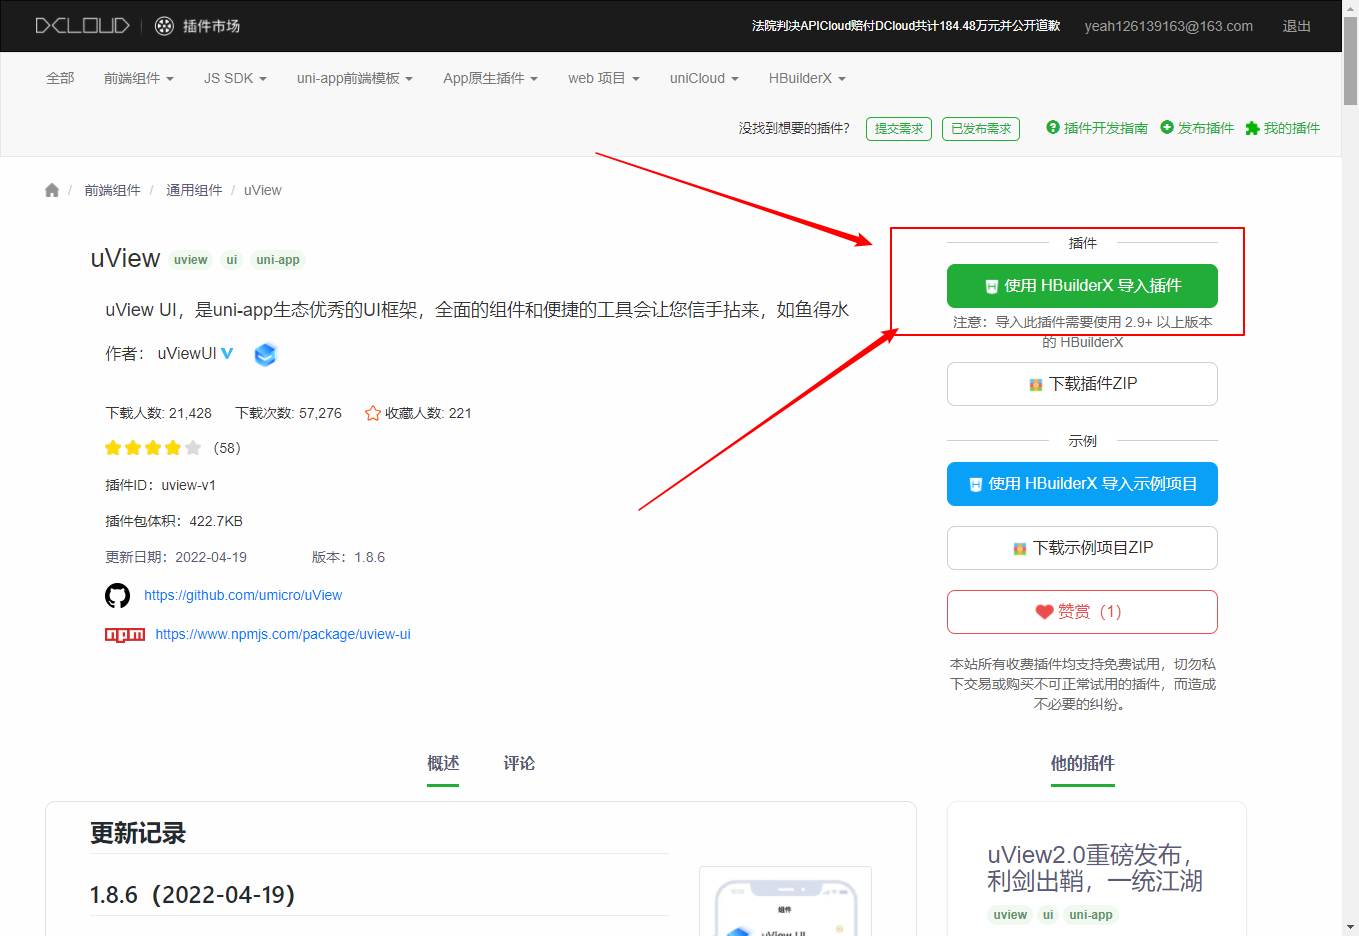 DCLOUD 插件市场 法院判决APICloud赔付DCloud共计184.48万元并公开道歉 yeah126139163@163.com 退出
全部 前端组件 JS SDK uni-app前端模板 App原生插件 web 项目 uniCloud HBuilderX
没找到想要的插件? 提交需求 已发布需求 插件开发指南 发布插件 我的插件
/ 前端组件 / 通用组件 / uView
uView uview ui uni-app
uView UI，是uni-app生态优秀的UI框架，全面的组件和便捷的工具会让您信手拈来，如鱼得水
作者： uViewUI V
下载人数: 21,428 下载次数: 57,276 收藏人数: 221
(58)
插件ID：uview-v1
插件包体积：422.7KB
更新日期：2022-04-19 版本：1.8.6
https://github.com/umicro/uView
npm https://www.npmjs.com/package/uview-ui
插件
使用 HBuilderX 导入插件
注意：导入此插件需要使用 2.9+ 以上版本
的 HBuilderX
下载插件ZIP
示例
使用 HBuilderX 导入示例项目
下载示例项目ZIP
赞赏（1）
本站所有收费插件均支持免费试用，切勿私
下交易或购买不可正常试用的插件，而造成
不必要的纠纷。
概述 评论
更新记录
1.8.6（2022-04-19）
组件
uView UI
他的插件
uView2.0重磅发布，
利剑出鞘，一统江湖
uview ui uni-app